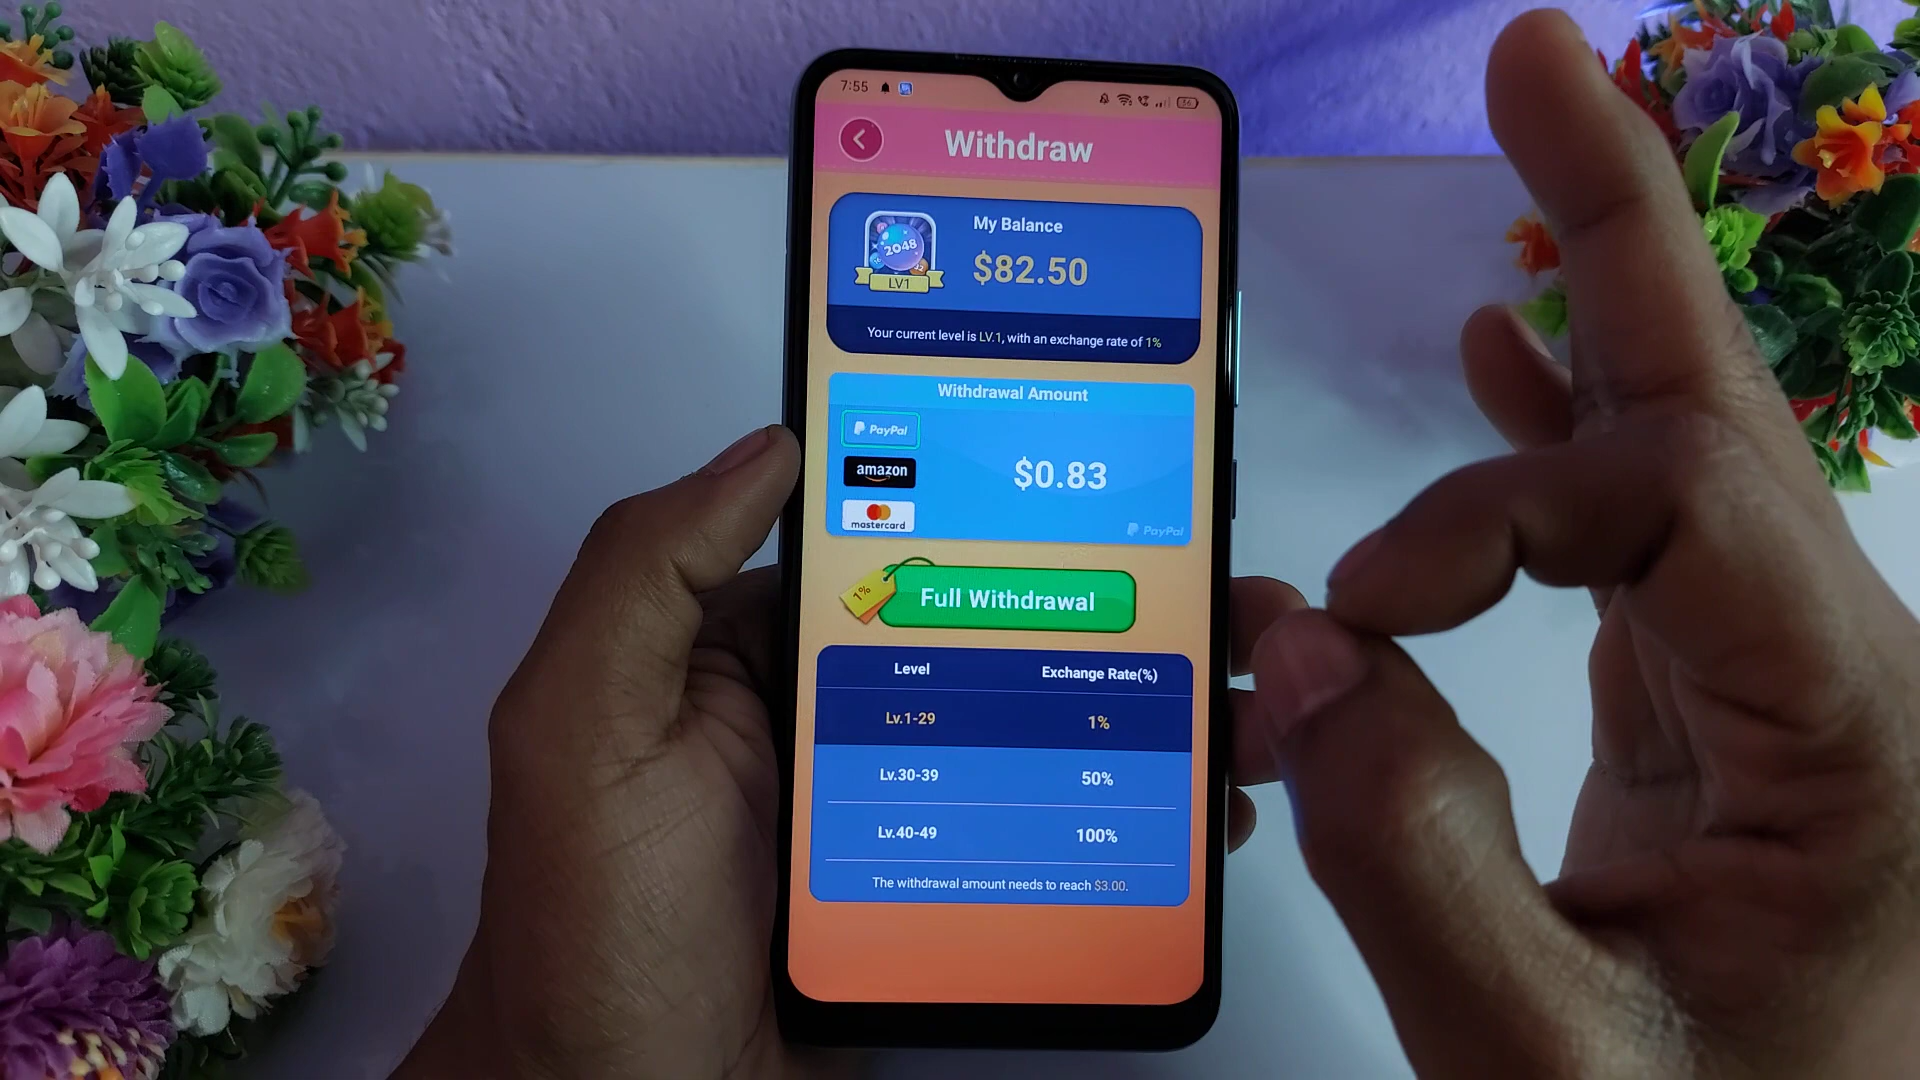 7:55
36
Withdraw
My Balance
$82.50
2048
LV1
Your current level is LV.1, with an exchange rate of 1%
Withdrawal Amount
PayPal
amazon
mastercard
$0.83
PayPal
1%
Full Withdrawal
Level Exchange Rate(%)
Lv.1-29 1%
Lv.30-39 50%
Lv.40-49 100%
The withdrawal amount needs to reach $3.00.